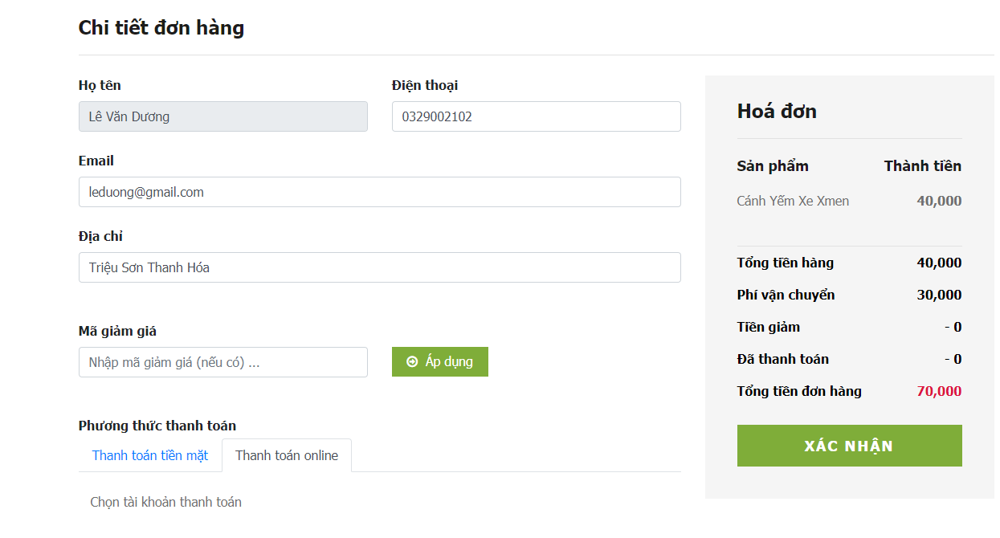 Chi tiết đơn hàng
Họ tên
Lê Văn Dương
Điện thoại
0329002102
Email
leduong@gmail.com
Địa chỉ
Triệu Sơn Thanh Hóa
Mã giảm giá
Nhập mã giảm giá (nếu có) ...
Áp dụng
Phương thức thanh toán
Thanh toán tiền mặt
Thanh toán online
Chọn tài khoản thanh toán
Hoá đơn
Sản phẩm Thành tiền
Cánh Yếm Xe Xmen 40,000
Tổng tiền hàng 40,000
Phí vận chuyển 30,000
Tiền giảm - 0
Đã thanh toán - 0
Tổng tiền đơn hàng 70,000
XÁC NHẬN